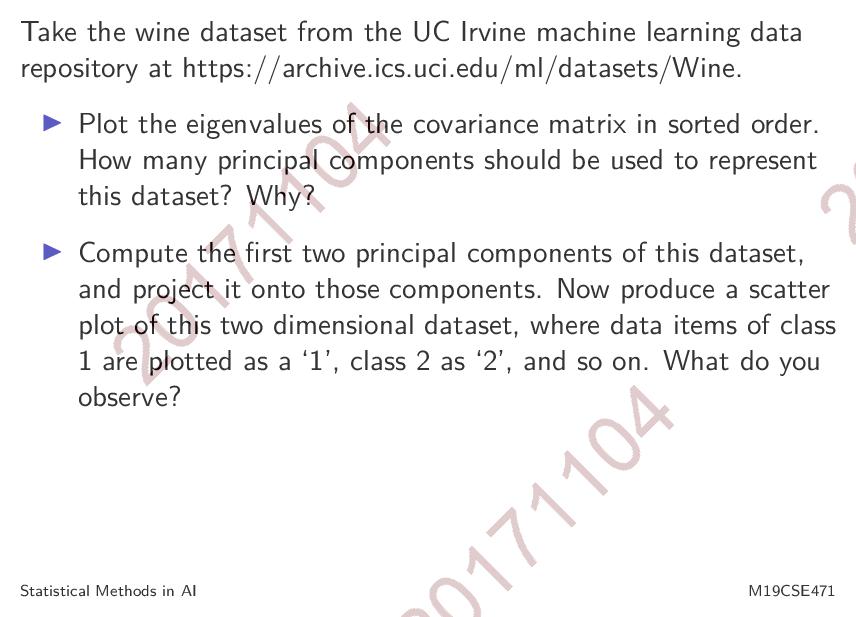 Take the wine dataset from the UC Irvine machine learning data
repository at https://archive.ics.uci.edu/ml/datasets/Wine.
Plot the eigenvalues of the covariance matrix in sorted order.
How many principal components should be used to represent
this dataset? Why?
Compute the first two principal components of this dataset,
and project it onto those components. Now produce a scatter
plot of this two dimensional dataset, where data items of class
1 are plotted as a ‘1’, class 2 as ‘2’, and so on. What do you
observe?
20171104
20171104
Statistical Methods in AI
M19CSE471